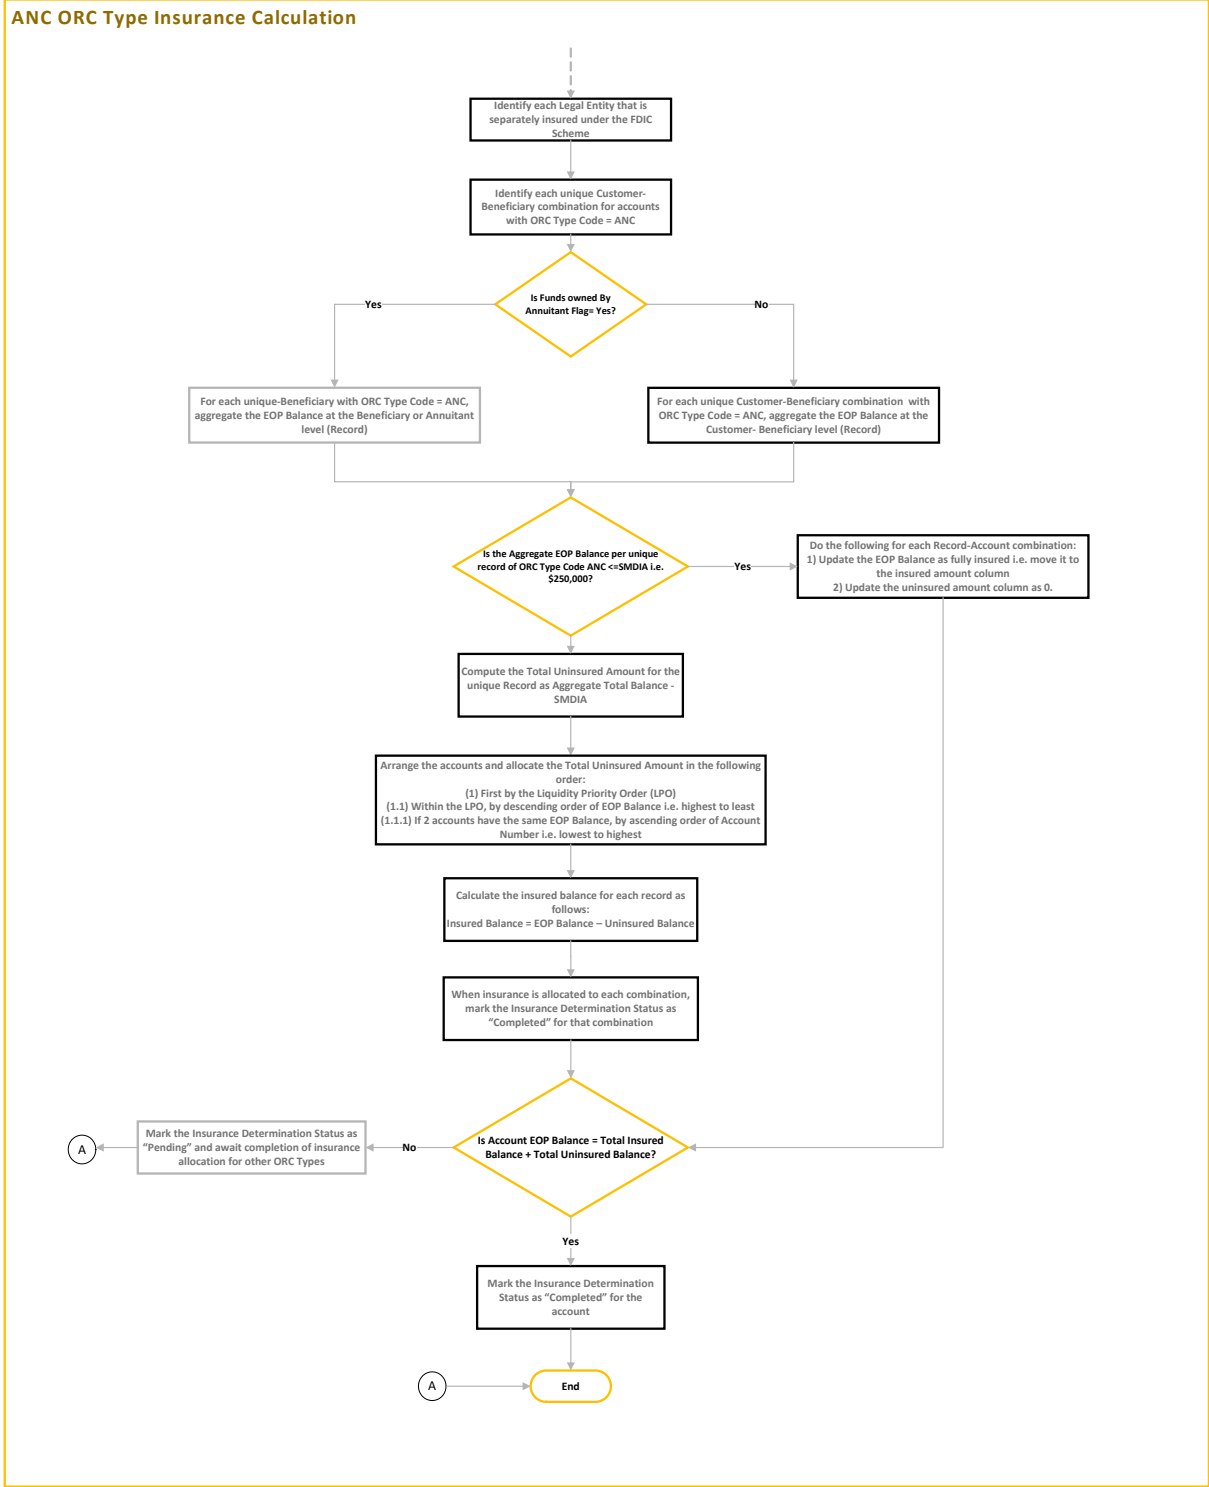 ANC ORC Type Insurance Calculation
Identify each Legal Entity that is
separately insured under the FDIC
Scheme
Identify each unique Customer-
Beneficiary combination for accounts
with ORC Type Code = ANC
Is Funds owned By
Annuitant Flag= Yes?
Yes
No
For each unique-Beneficiary with ORC Type Code = ANC,
aggregate the EOP Balance at the Beneficiary or Annuitant
level (Record)
For each unique Customer-Beneficiary combination with
ORC Type Code = ANC, aggregate the EOP Balance at the
Customer- Beneficiary level (Record)
Is the Aggregate EOP Balance per unique
record of ORC Type Code ANC <=SMDIA i.e.
$250,000?
Yes
Do the following for each Record-Account combination:
1) Update the EOP Balance as fully insured i.e. move it to
the insured amount column
2) Update the uninsured amount column as 0.
Compute the Total Uninsured Amount for the
unique Record as Aggregate Total Balance -
SMDIA
Arrange the accounts and allocate the Total Uninsured Amount in the following
order:
(1) First by the Liquidity Priority Order (LPO)
(1.1) Within the LPO, by descending order of EOP Balance i.e. highest to least
(1.1.1) If 2 accounts have the same EOP Balance, by ascending order of Account
Number i.e. lowest to highest
Calculate the insured balance for each record as
follows:
Insured Balance = EOP Balance – Uninsured Balance
When insurance is allocated to each combination,
mark the Insurance Determination Status as
“Completed” for that combination
Is Account EOP Balance = Total Insured
Balance + Total Uninsured Balance?
No
Mark the Insurance Determination Status as
“Pending” and await completion of insurance
allocation for other ORC Types
A
Yes
Mark the Insurance Determination
Status as “Completed” for the
account
A
End